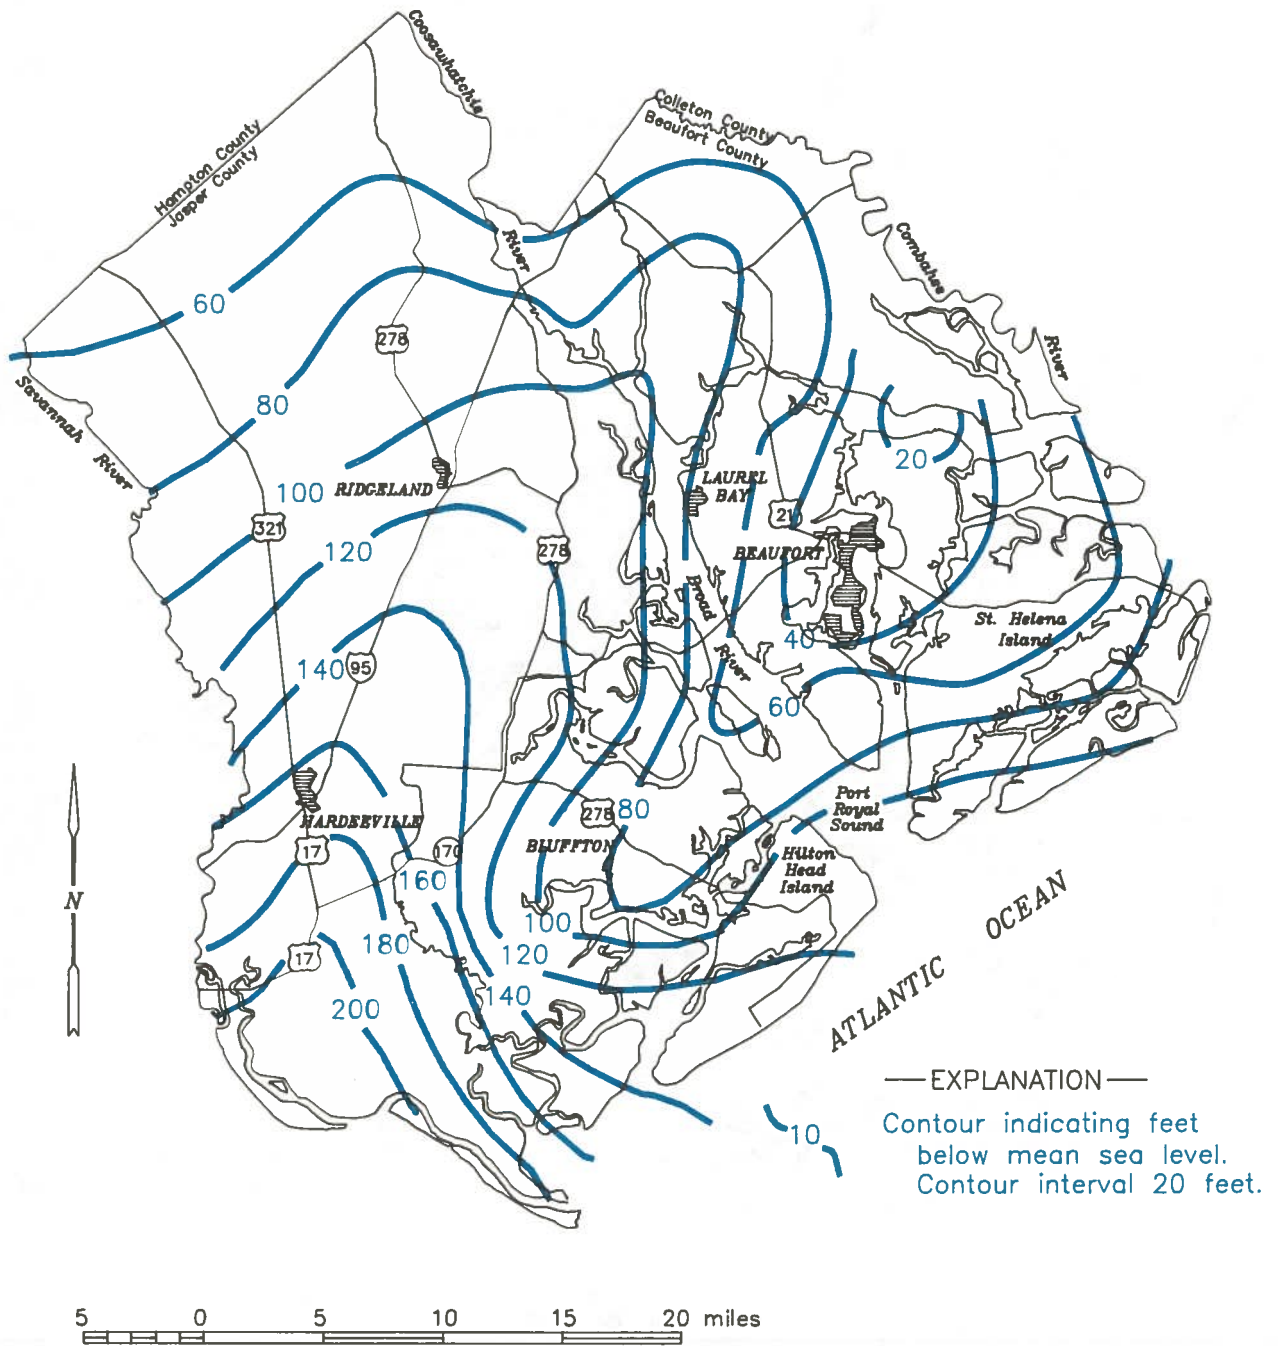 Coosawhatchie
River
Colleton County
Beaufort County
Hampton County
Jasper County
Combahee
River
60
278
Savannah
River
80
20
100
RIDGELAND
LAUREL
BAY
321
120
278
21
BEAUFORT
Broad
River
St. Helena
Island
40
140
95
60
Port
Royal
Sound
80
278
HARDEEVILLE
BLUFFTON
17
170
Hilton
Head
Island
160
N
100
180
120
17
140
200
ATLANTIC OCEAN
EXPLANATION
10
Contour indicating feet
below mean sea level.
Contour interval 20 feet.
5 0 5 10 15 20 miles